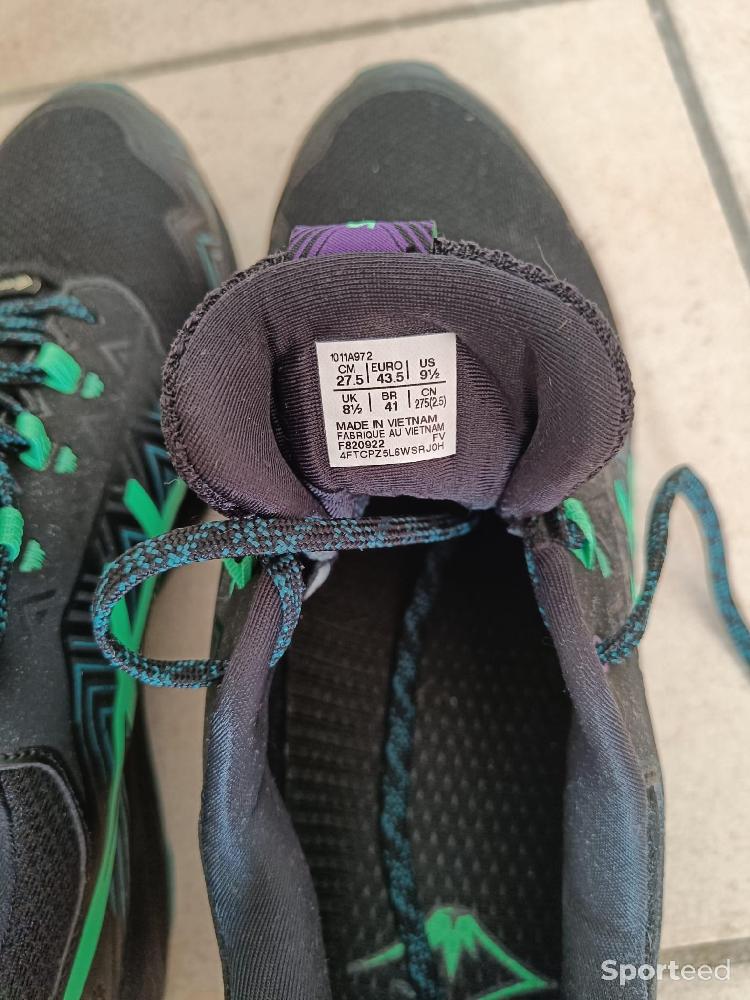 1011A972
CM EURO US
27.5 43.5 9½
UK BR CN
8½ 41 275(2.5)
MADE IN VIETNAM
FABRIQUE AU VIETNAM
F820922 FV
4FTCPZ5L6WSRJ0H
Sporteed